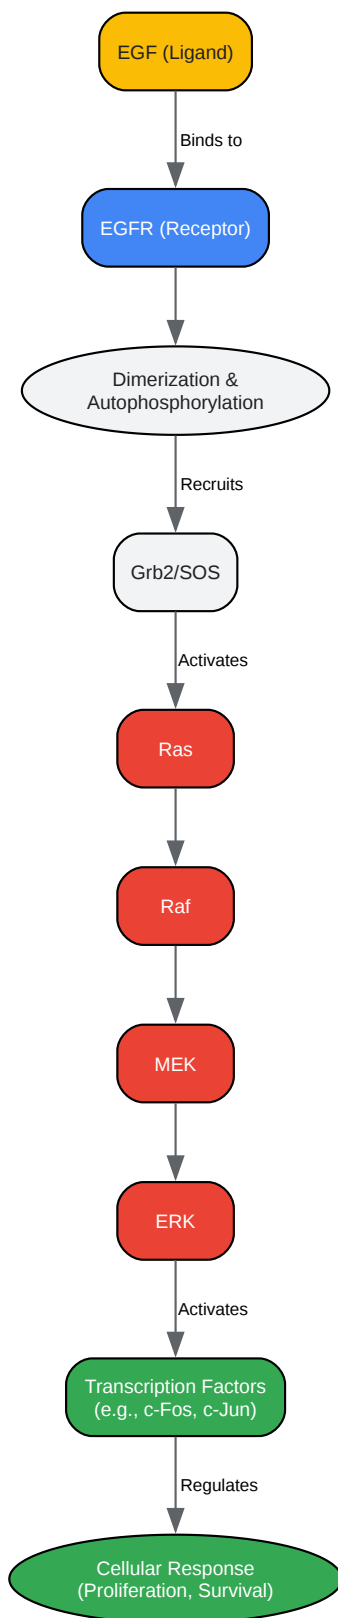 EGF (Ligand)
Binds to
EGFR (Receptor)
Dimerization &
Autophosphorylation
Recruits
Grb2/SOS
Activates
Ras
Raf
MEK
ERK
Activates
Transcription Factors
(e.g., c-Fos, c-Jun)
Regulates
Cellular Response
(Proliferation, Survival)